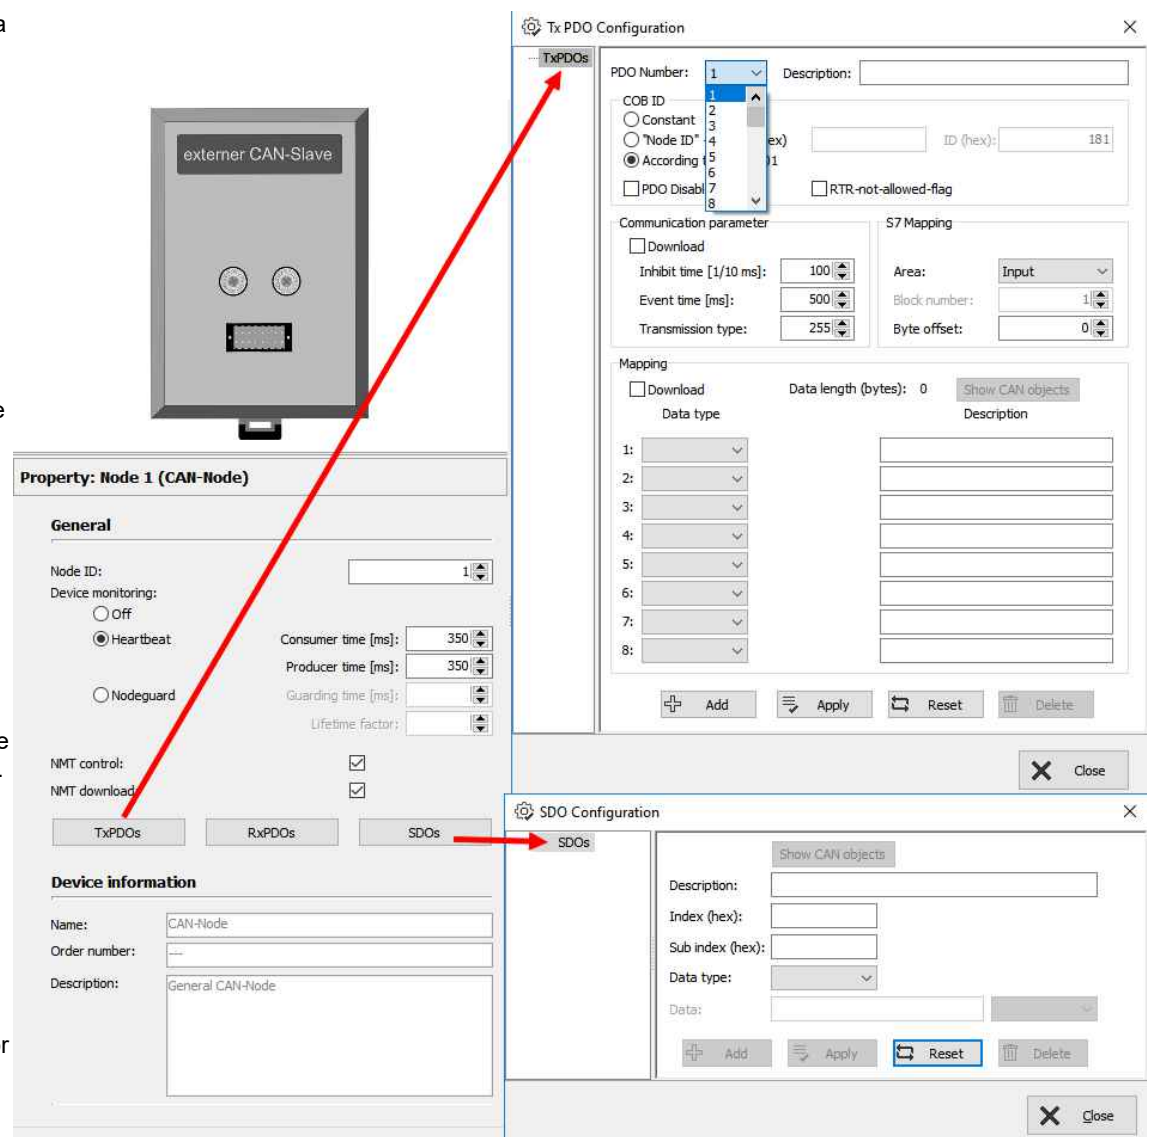 a
externer CAN-Slave
e
Property: Node 1 (CAN-Node)
General
Node ID: 1
Device monitoring:
Off
Heartbeat Consumer time [ms]: 350
Producer time [ms]: 350
Nodeguard Guarding time [ms]:
Lifetime factor:
e
NMT control:
.
NMT download:
TxPDOs RxPDOs SDOs
Device information
Name: CAN-Node
Order number: ---
Description: General CAN-Node
or
Tx PDO Configuration
TxPDOs
PDO Number: 1 Description:
1
2
3
4
5
6
7
8
COB ID
Constant
"Node ID" ex) ID (hex): 181
According 01
PDO Disabl RTR-not-allowed-flag
Communication parameter
Download
Inhibit time [1/10 ms]: 100
Event time [ms]: 500
Transmission type: 255
S7 Mapping
Area: Input
Block number: 1
Byte offset: 0
Mapping
Download Data length (bytes): 0 Show CAN objects
Data type Description
1:
2:
3:
4:
5:
6:
7:
8:
Add Apply Reset Delete
Close
SDO Configuration
SDOs
Show CAN objects
Description:
Index (hex):
Sub index (hex):
Data type:
Data:
Add Apply Reset Delete
Close